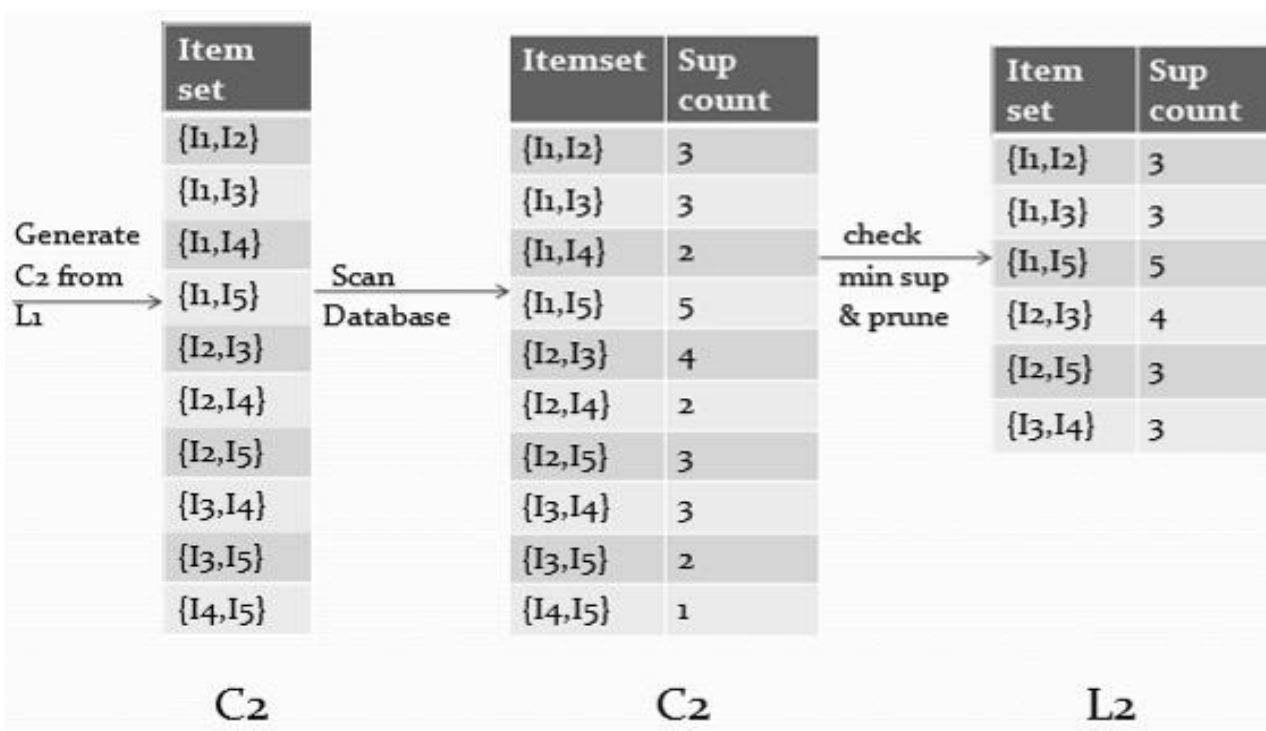 Item
set
{I1,I2}
{I1,I3}
{I1,I4}
{I1,I5}
{I2,I3}
{I2,I4}
{I2,I5}
{I3,I4}
{I3,I5}
{I4,I5}
C2
Generate
C2 from
L1
Scan
Database
Itemset Sup
count
{I1,I2} 3
{I1,I3} 3
{I1,I4} 2
{I1,I5} 5
{I2,I3} 4
{I2,I4} 2
{I2,I5} 3
{I3,I4} 3
{I3,I5} 2
{I4,I5} 1
C2
check
min sup
& prune
Item Sup
set count
{I1,I2} 3
{I1,I3} 3
{I1,I5} 5
{I2,I3} 4
{I2,I5} 3
{I3,I4} 3
L2